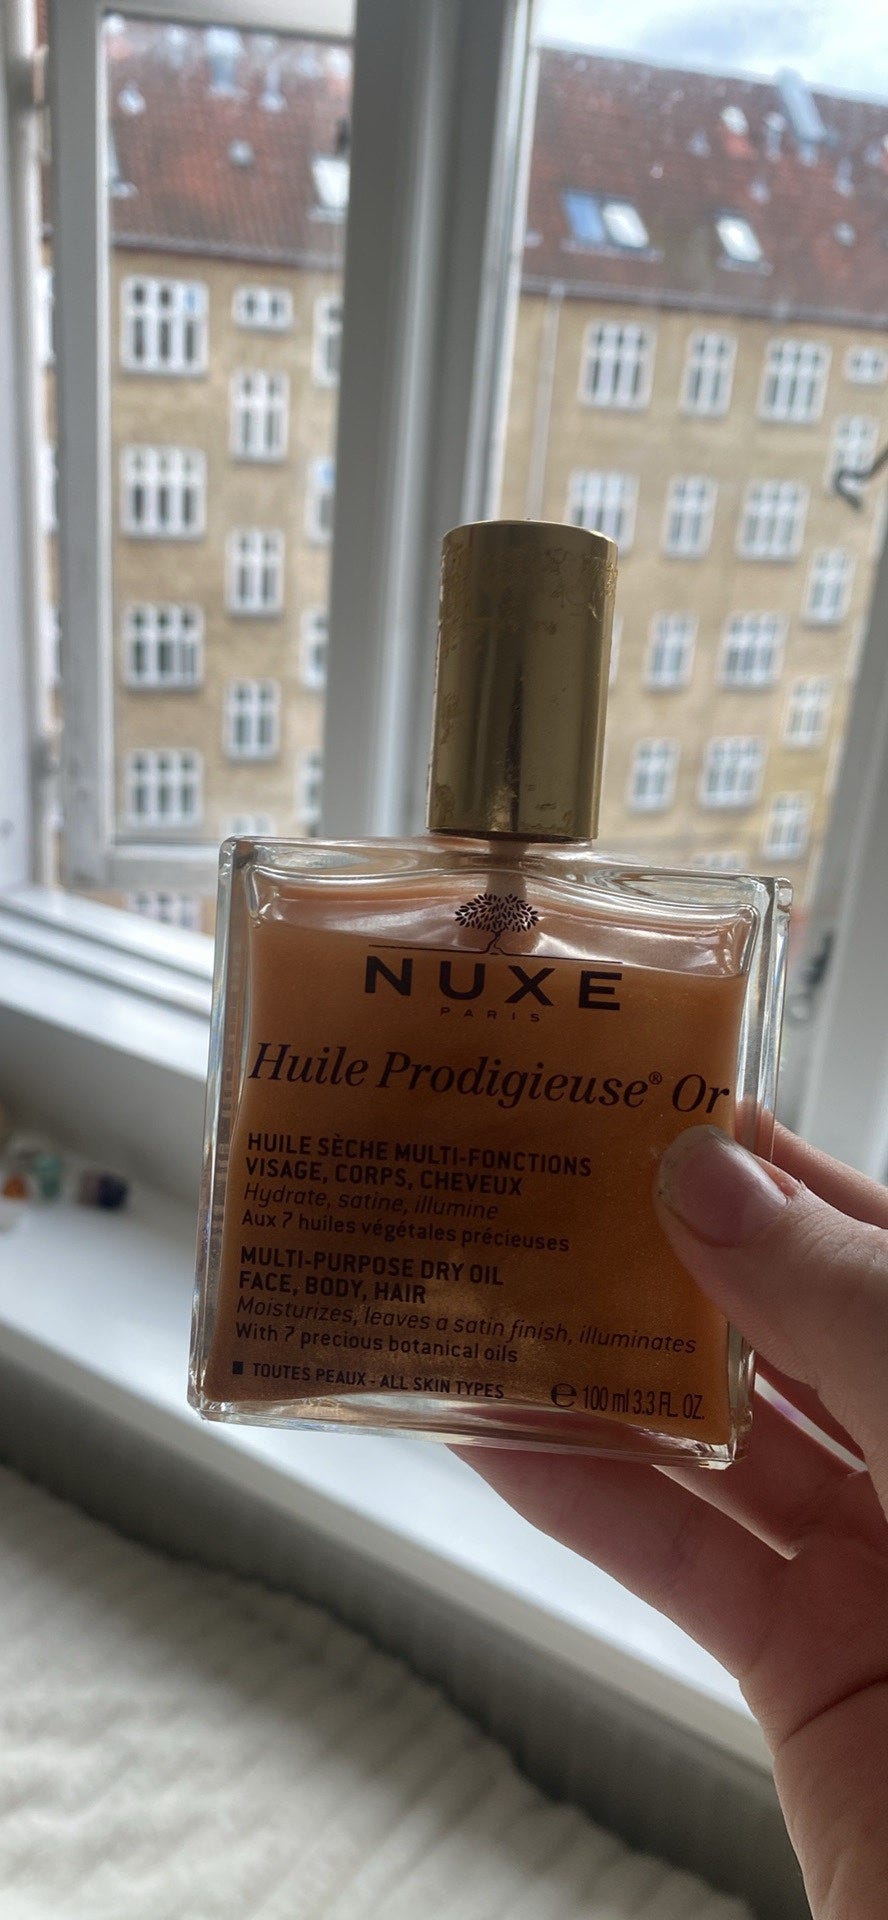 NUXE
PARIS
Huile Prodigieuse® Or
HUILE SÈCHE MULTI-FONCTIONS
VISAGE, CORPS, CHEVEUX
Hydrate, satine, illumine
Aux 7 huiles végétales précieuses
MULTI-PURPOSE DRY OIL
FACE, BODY, HAIR
Moisturizes, leaves a satin finish, illuminates
With 7 precious botanical oils
■ TOUTES PEAUX - ALL SKIN TYPES ℮ 100 ml 3.3 FL. OZ.